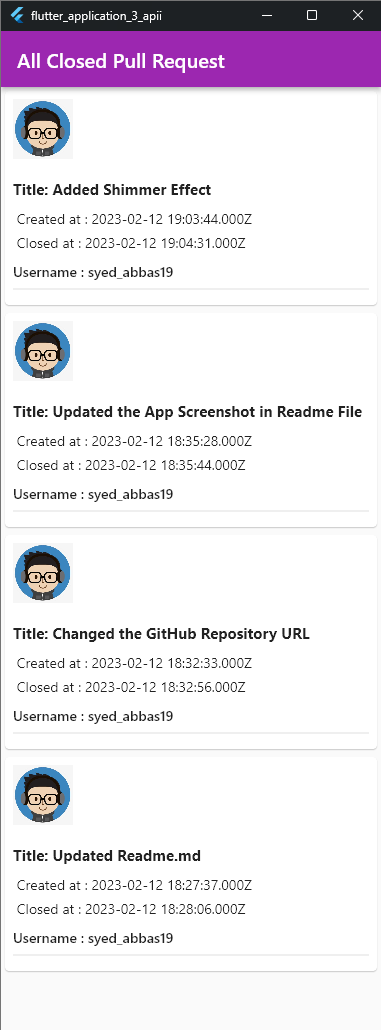 flutter_application_3_apii
All Closed Pull Request
Title: Added Shimmer Effect
Created at : 2023-02-12 19:03:44.000Z
Closed at : 2023-02-12 19:04:31.000Z
Username : syed_abbas19
Title: Updated the App Screenshot in Readme File
Created at : 2023-02-12 18:35:28.000Z
Closed at : 2023-02-12 18:35:44.000Z
Username : syed_abbas19
Title: Changed the GitHub Repository URL
Created at : 2023-02-12 18:32:33.000Z
Closed at : 2023-02-12 18:32:56.000Z
Username : syed_abbas19
Title: Updated Readme.md
Created at : 2023-02-12 18:27:37.000Z
Closed at : 2023-02-12 18:28:06.000Z
Username : syed_abbas19